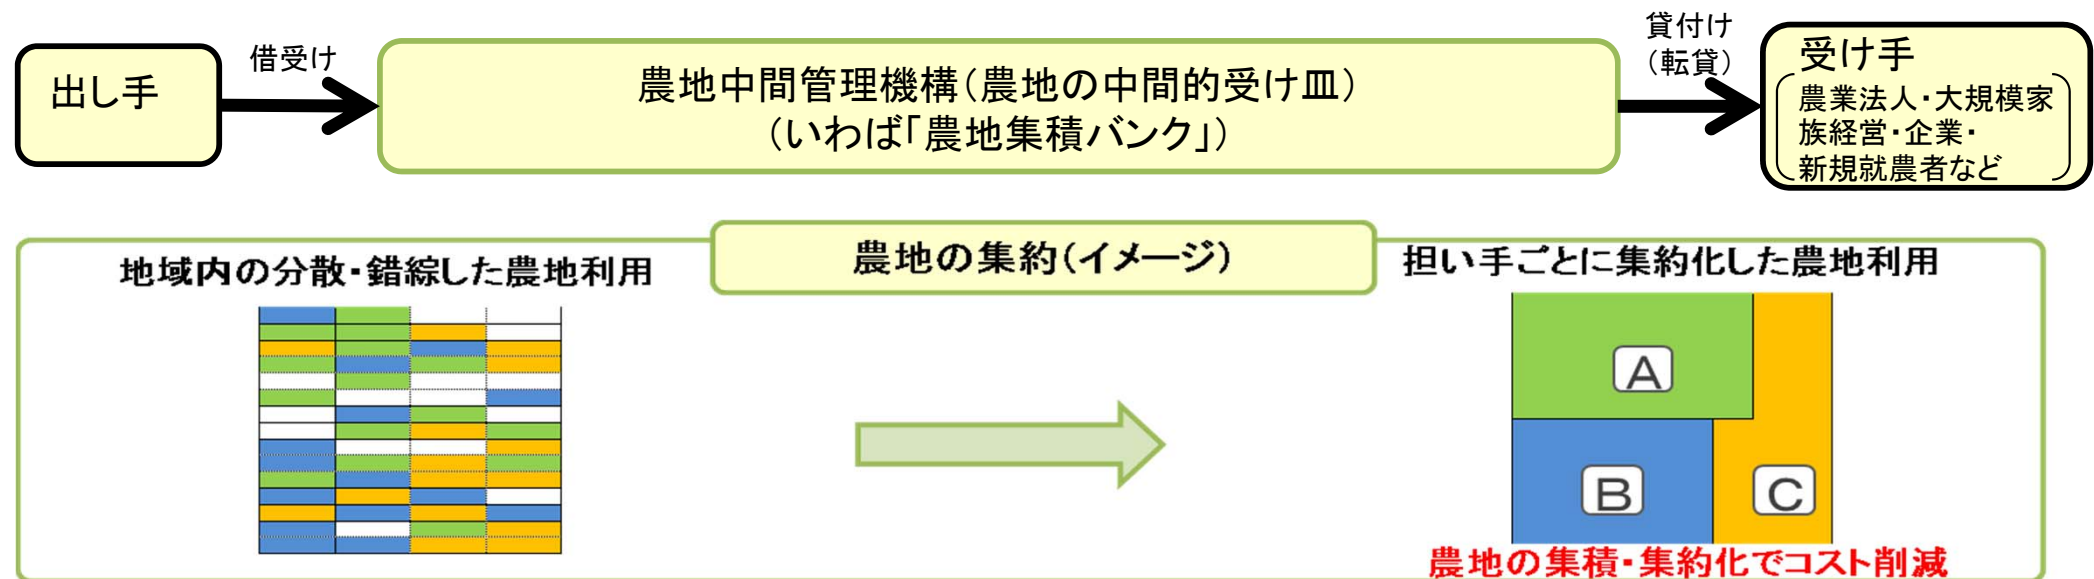 出し手
借受け
農地中間管理機構(農地の中間的受け皿)
(いわば「農地集積バンク」)
貸付け
(転貸)
受け手
農業法人・大規模家
族経営・企業・
新規就農者など
農地の集約(イメージ)
地域内の分散・錯綜した農地利用
担い手ごとに集約化した農地利用
A
B
C
農地の集積・集約化でコスト削減